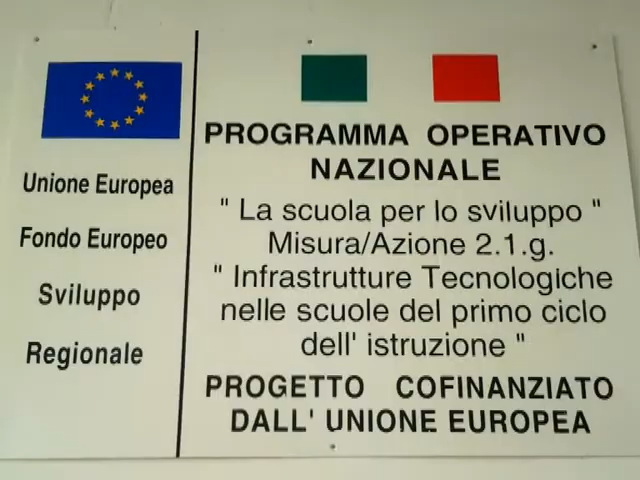 Unione Europea
Fondo Europeo
Sviluppo
Regionale
PROGRAMMA OPERATIVO
NAZIONALE
" La scuola per lo sviluppo "
Misura/Azione 2.1.g.
" Infrastrutture Tecnologiche
nelle scuole del primo ciclo
dell' istruzione "
PROGETTO COFINANZIATO
DALL' UNIONE EUROPEA